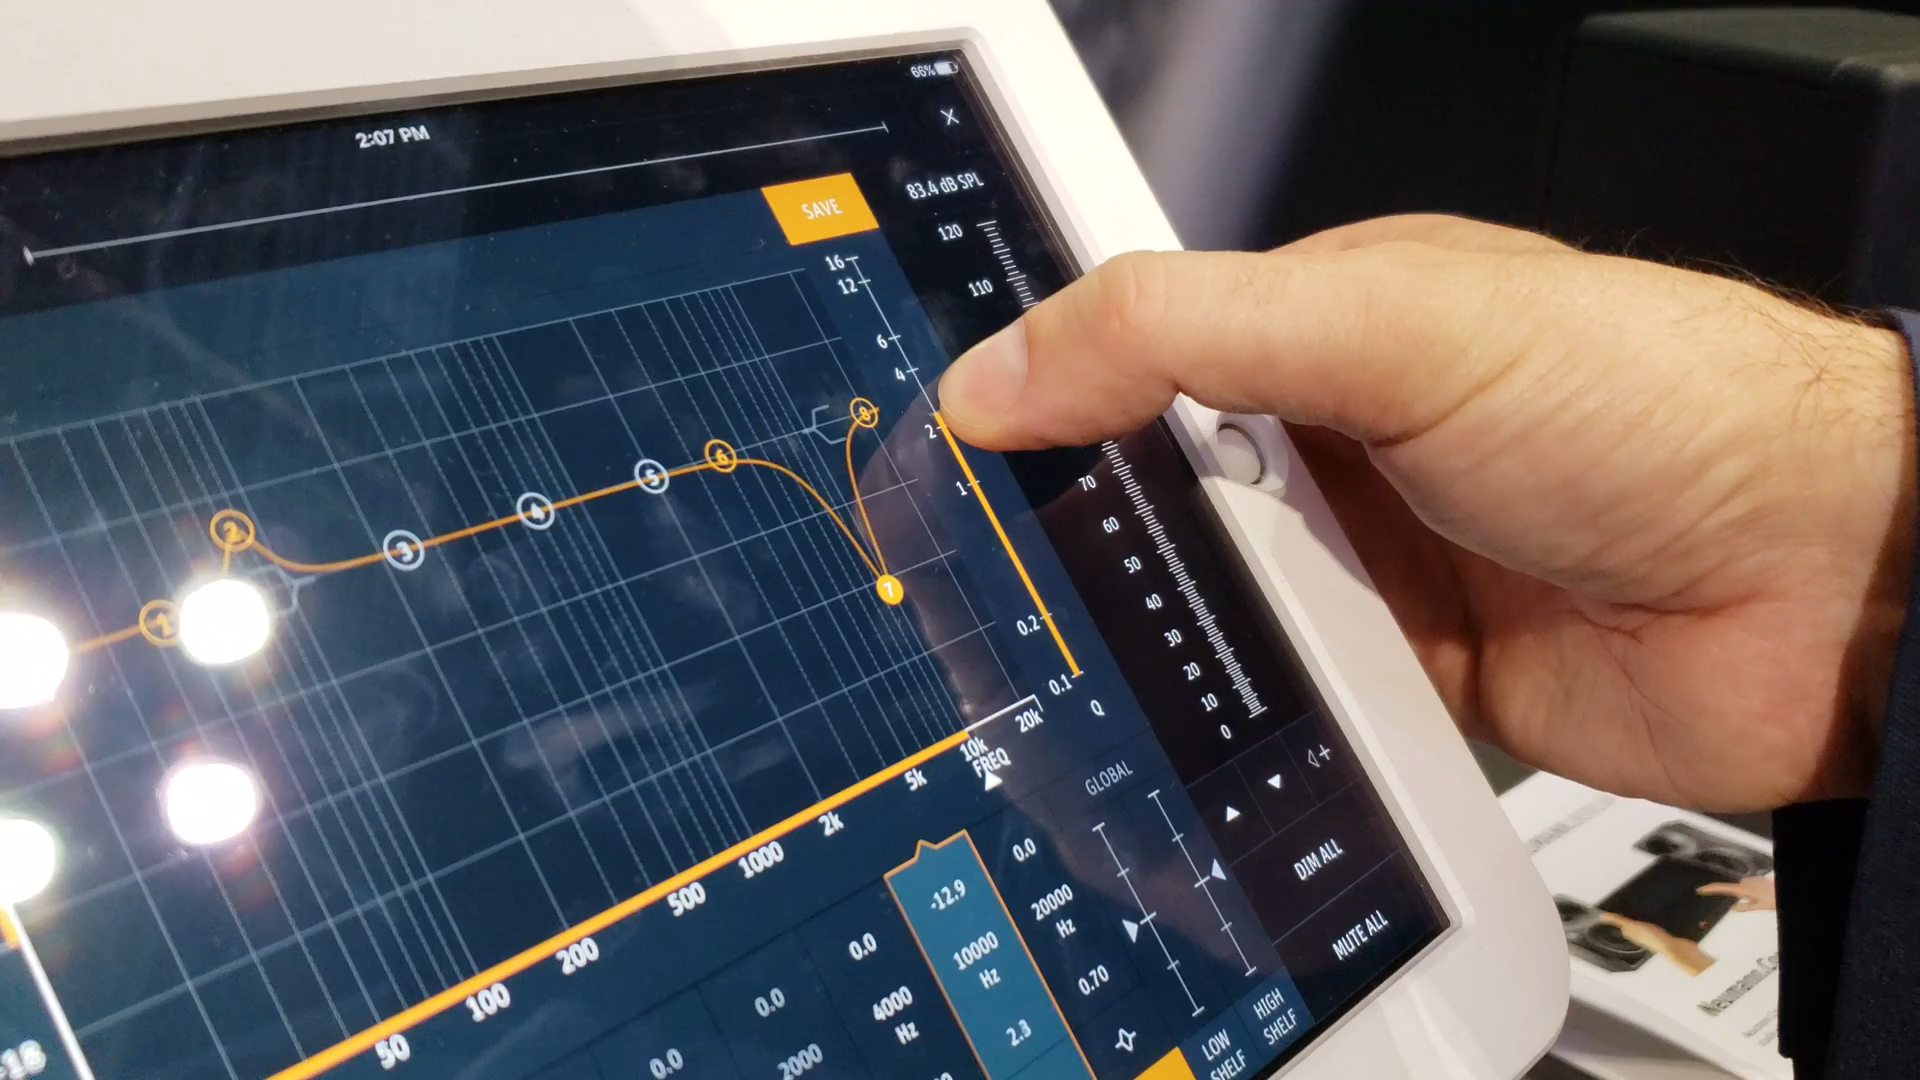 66%
2:07 PM
X
83.4 dB SPL
SAVE
120
110
70
60
50
40
30
20
10
0
16
12
6
4
2
1
0.2
0.1
Q
1
2
3
4
5
6
7
8
50
100
200
500
1000
2k
5k
10k
20k
FREQ
GLOBAL
-18
0.0
0.0
2000
0.0
4000
Hz
-12.9
10000
Hz
2.3
0.0
20000
Hz
0.70
LOW
SHELF
HIGH
SHELF
DIM ALL
MUTE ALL